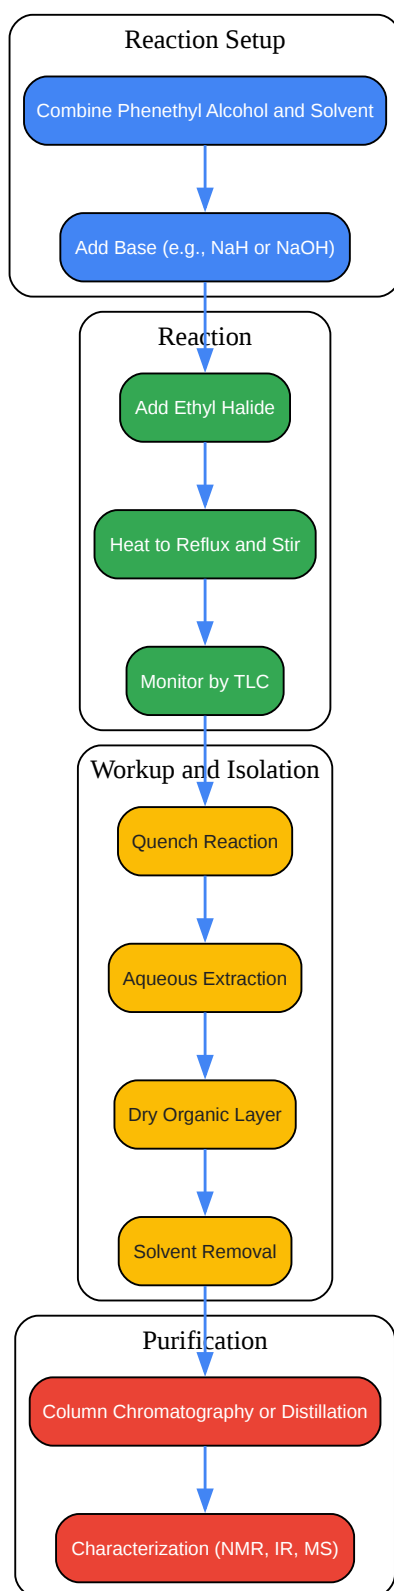 Reaction Setup
Combine Phenethyl Alcohol and Solvent
Add Base (e.g., NaH or NaOH)
Reaction
Add Ethyl Halide
Heat to Reflux and Stir
Monitor by TLC
Workup and Isolation
Quench Reaction
Aqueous Extraction
Dry Organic Layer
Solvent Removal
Purification
Column Chromatography or Distillation
Characterization (NMR, IR, MS)